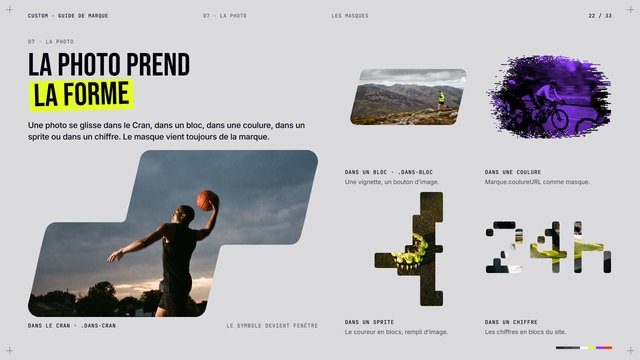 CUSTOM · GUIDE DE MARQUE
07 · LA PHOTO
LES MASQUES
22 / 33
07 · LA PHOTO
LA PHOTO PREND
LA FORME
Une photo se glisse dans le Cran, dans un bloc, dans une coulure, dans un
sprite ou dans un chiffre. Le masque vient toujours de la marque.
DANS LE CRAN · .DANS-CRAN
LE SYMBOLE DEVIENT FENÊTRE
DANS UN BLOC · .DANS-BLOC
Une vignette, un bouton d'image.
DANS UNE COULURE
Marque.coulureURL comme masque.
24h
DANS UN SPRITE
Le coureur en blocs, rempli d'image.
DANS UN CHIFFRE
Les chiffres en blocs du site.